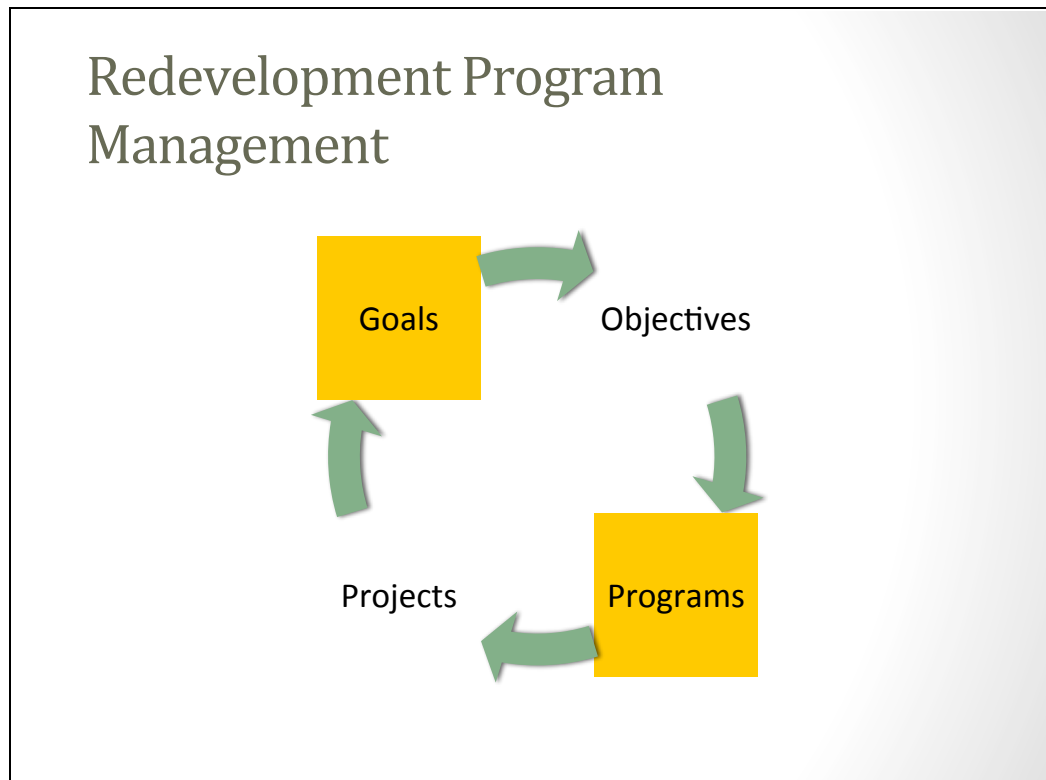 Redevelopment Program
Management
Goals
Objectives
Projects
Programs